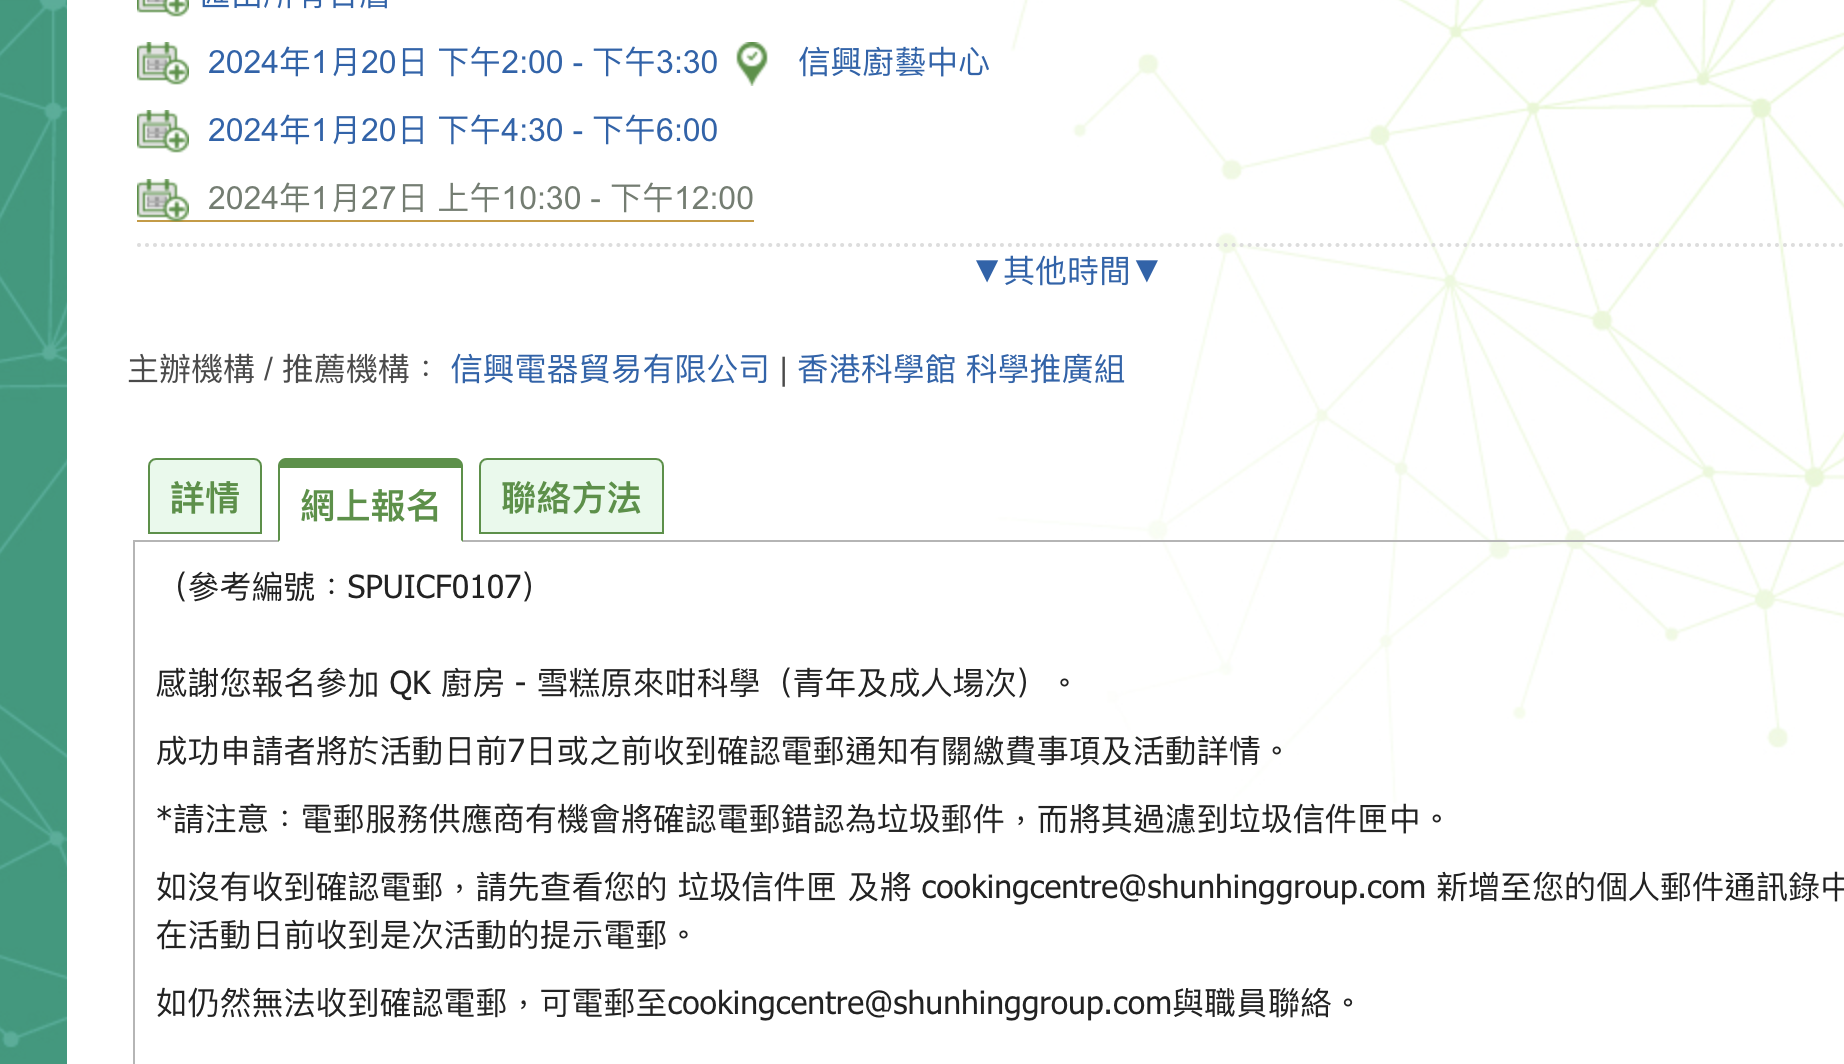 2024年1月20日 下午2:00 - 下午3:30 信興廚藝中心
2024年1月20日 下午4:30 - 下午6:00
2024年1月27日 上午10:30 - 下午12:00
▼其他時間▼
主辦機構 / 推薦機構： 信興電器貿易有限公司 | 香港科學館 科學推廣組
詳情 網上報名 聯絡方法
（參考編號：SPUICF0107）
感謝您報名參加 QK 廚房 - 雪糕原來咁科學（青年及成人場次）。
成功申請者將於活動日前7日或之前收到確認電郵通知有關繳費事項及活動詳情。
*請注意：電郵服務供應商有機會將確認電郵錯認為垃圾郵件，而將其過濾到垃圾信件匣中。
如沒有收到確認電郵，請先查看您的 垃圾信件匣 及將 cookingcentre@shunhinggroup.com 新增至您的個人郵件通訊錄中
在活動日前收到是次活動的提示電郵。
如仍然無法收到確認電郵，可電郵至cookingcentre@shunhinggroup.com與職員聯絡。